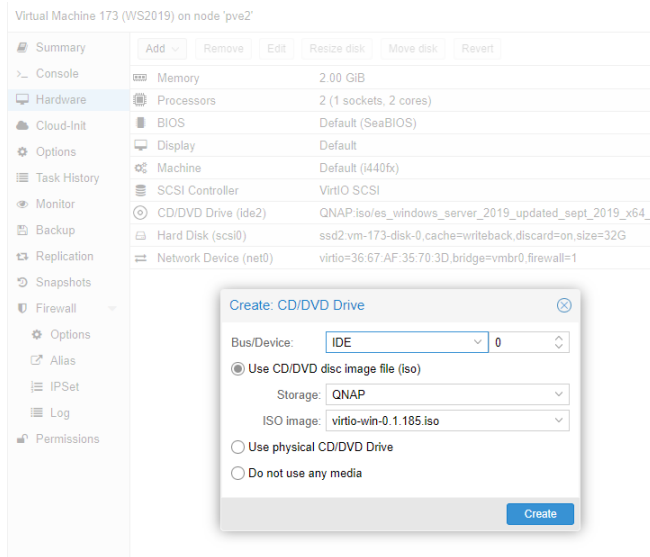 Virtual Machine 173 (WS2019) on node 'pve2'
Summary
Console
Hardware
Cloud-Init
Options
Task History
Monitor
Backup
Replication
Snapshots
Firewall
Options
Alias
IPSet
Log
Permissions
Add Remove Edit Resize disk Move disk Revert
Memory 2.00 GiB
Processors 2 (1 sockets, 2 cores)
BIOS Default (SeaBIOS)
Display Default
Machine Default (i440fx)
SCSI Controller VirtIO SCSI
CD/DVD Drive (ide2) QNAP:iso/es_windows_server_2019_updated_sept_2019_x64_
Hard Disk (scsi0) ssd2:vm-173-disk-0,cache=writeback,discard=on,size=32G
Network Device (net0) virtio=36:67:AF:35:70:3D,bridge=vmbr0,firewall=1
Create: CD/DVD Drive
Bus/Device: IDE 0
Use CD/DVD disc image file (iso)
Storage: QNAP
ISO image: virtio-win-0.1.185.iso
Use physical CD/DVD Drive
Do not use any media
Create